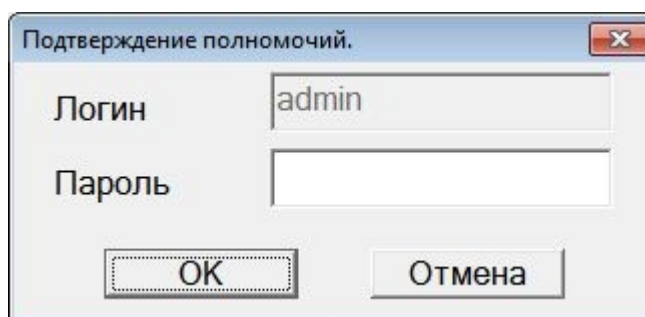 Подтверждение полномочий.
Логин admin
Пароль
OK Отмена